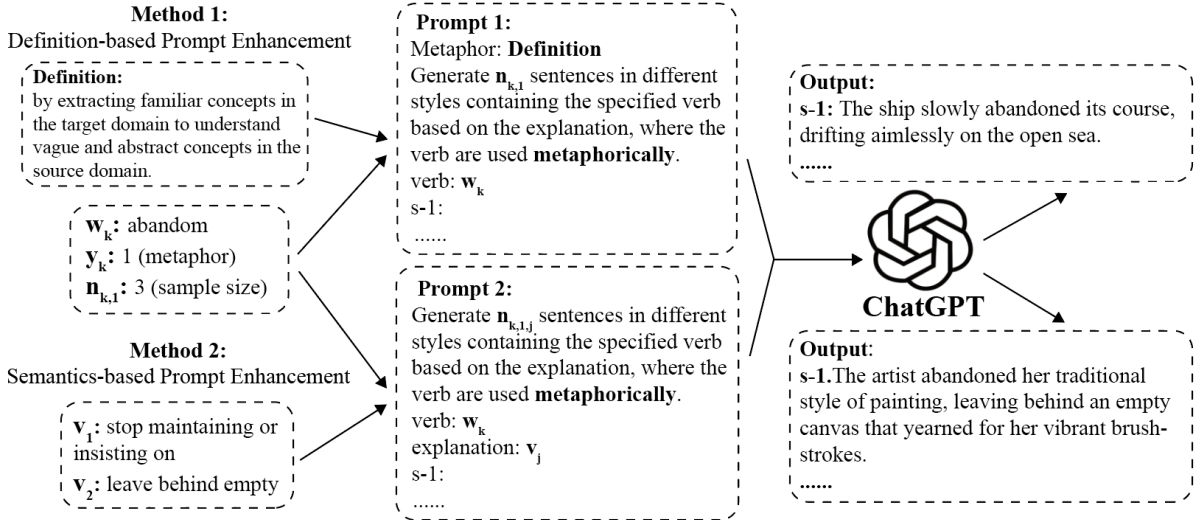 Method 1:
Definition-based Prompt Enhancement
Definition:
by extracting familiar concepts in
the target domain to understand
vague and abstract concepts in the
source domain.
wk: abandom
yk: 1 (metaphor)
nk,1: 3 (sample size)
Method 2:
Semantics-based Prompt Enhancement
v1: stop maintaining or
insisting on
v2: leave behind empty
Prompt 1:
Metaphor: Definition
Generate nk,1 sentences in different
styles containing the specified verb
based on the explanation, where the
verb are used metaphorically.
verb: wk
s-1:
......
Prompt 2:
Generate nk,1,j sentences in different
styles containing the specified verb
based on the explanation, where the
verb are used metaphorically.
verb: wk
explanation: vj
s-1:
......
ChatGPT
Output:
s-1: The ship slowly abandoned its course,
drifting aimlessly on the open sea.
......
Output:
s-1.The artist abandoned her traditional
style of painting, leaving behind an empty
canvas that yearned for her vibrant brush-
strokes.
......